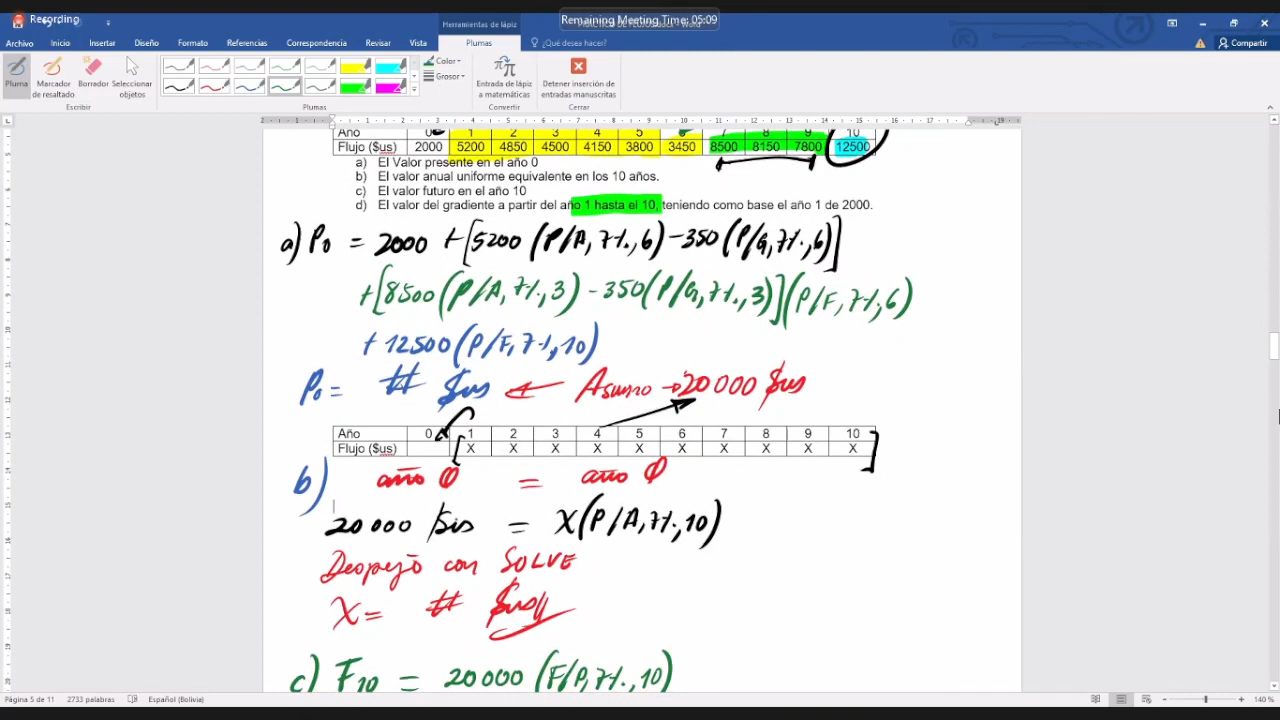 Recording
Remaining Meeting Time: 05:09
Herramientas de lápiz
Compartir
Archivo Inicio Insertar Diseño Formato Referencias Correspondencia Revisar Vista Plumas ¿Qué desea hacer?
Pluma
Marcador de resaltado
Borrador
Seleccionar objetos
Escribir
Plumas
Color
Grosor
Entrada de lápiz a matemáticas
Convertir
Detener inserción de entradas manuscritas
Cerrar
Año 0 1 2 3 4 5 6 7 8 9 10
Flujo ($us) 2000 5200 4850 4500 4150 3800 3450 8500 8150 7800 12500
a) El Valor presente en el año 0
b) El valor anual uniforme equivalente en los 10 años.
c) El valor futuro en el año 10
d) El valor del gradiente a partir del año 1 hasta el 10, teniendo como base el año 1 de 2000.
a) P0 = 2000 + [5200 (P/A, 7%, 6) - 350 (P/G, 7%, 6)]
+ [8500 (P/A, 7%, 3) - 350 (P/G, 7%, 3)] (P/F, 7%, 6)
+ 12500 (P/F, 7%, 10)
P0 = # $us ← Asumo → 20000 $us
Año 0 1 2 3 4 5 6 7 8 9 10
Flujo ($us) X X X X X X X X X X
b) año 0 = año 0
20000 $us = X (P/A, 7%, 10)
Despejo con SOLVE
X = # $us
c) F10 = 20000 (F/P, 7%, 10)
Página 5 de 11 2733 palabras Español (Bolivia) 140 %